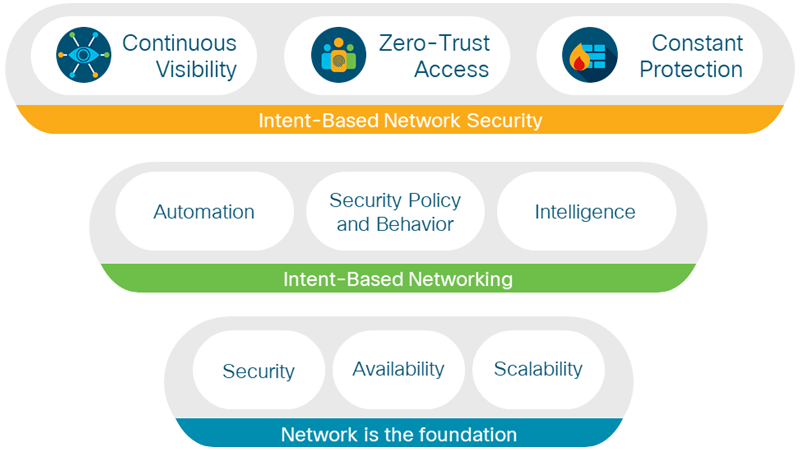 Continuous
Visibility
Zero-Trust
Access
Constant
Protection
Intent-Based Network Security
Automation
Security Policy
and Behavior
Intelligence
Intent-Based Networking
Security
Availability
Scalability
Network is the foundation